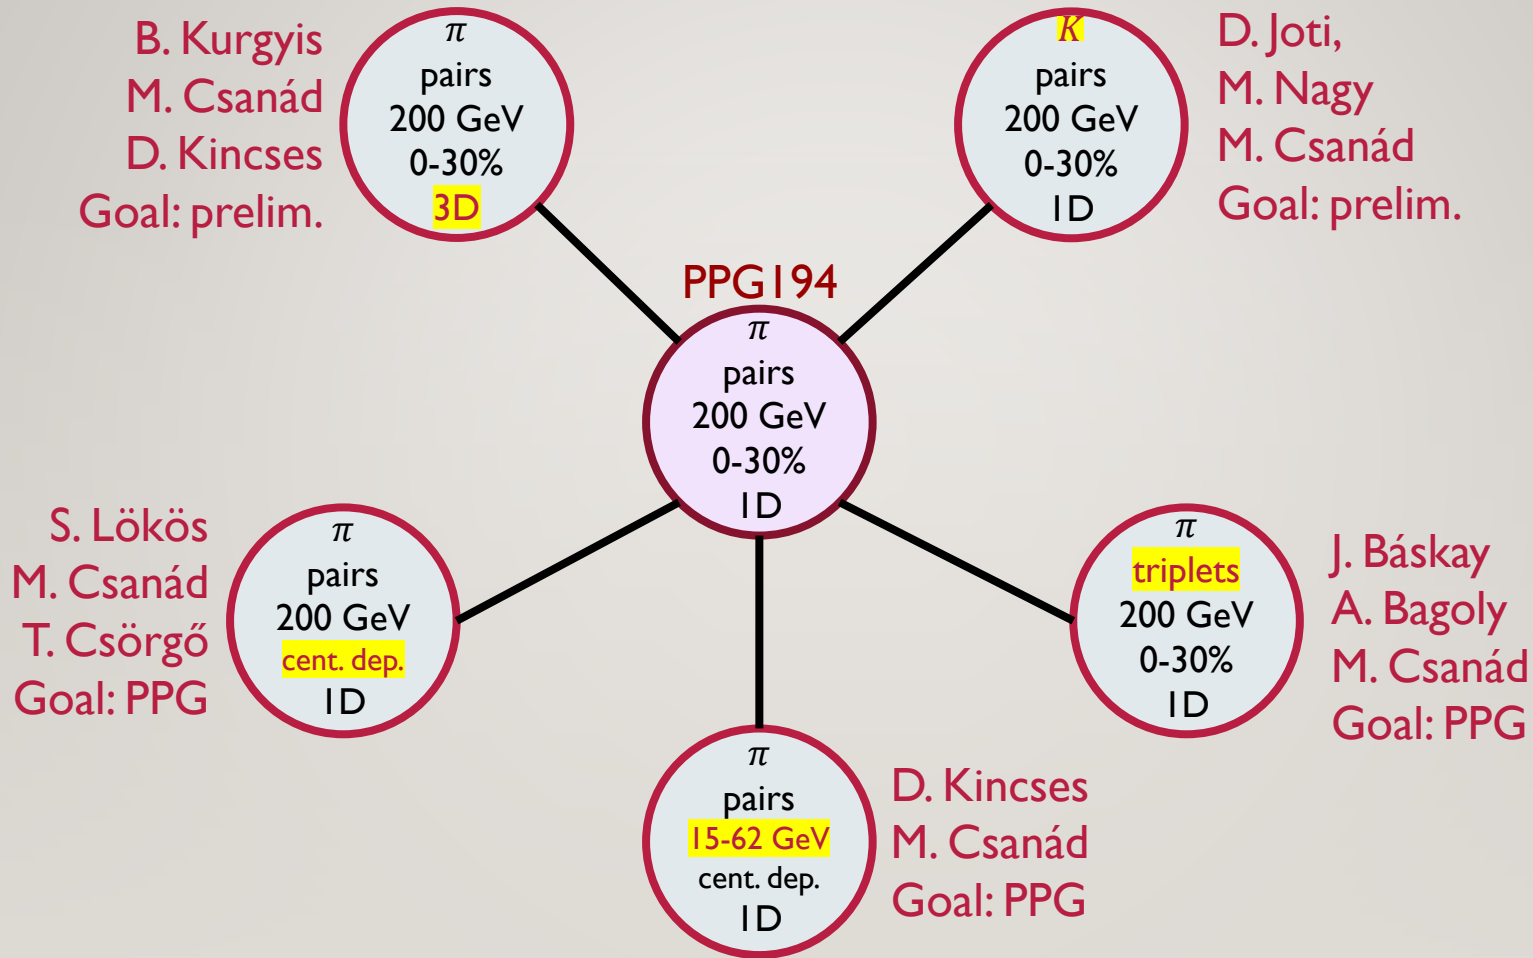 B. Kurgyis
M. Csanád
D. Kincses
Goal: prelim.
π
pairs
200 GeV
0-30%
3D
K
pairs
200 GeV
0-30%
1D
D. Joti,
M. Nagy
M. Csanád
Goal: prelim.
PPG194
π
pairs
200 GeV
0-30%
1D
S. Lökös
M. Csanád
T. Csörgő
Goal: PPG
π
pairs
200 GeV
cent. dep.
1D
π
triplets
200 GeV
0-30%
1D
J. Báskay
A. Bagoly
M. Csanád
Goal: PPG
π
pairs
15-62 GeV
cent. dep.
1D
D. Kincses
M. Csanád
Goal: PPG